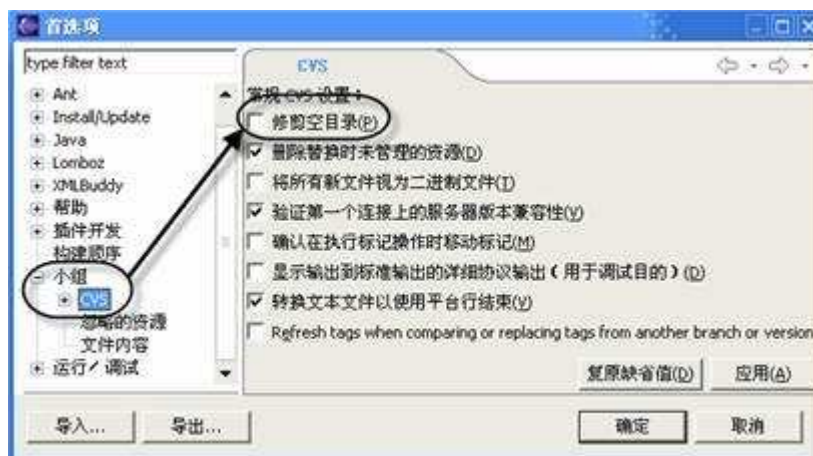 首选项
type filter text
Ant
Install/Update
Java
Lomboz
XMLBuddy
帮助
插件开发
构建顺序
小组
CVS
忽略的资源
文件内容
运行/调试
CVS
常规 CVS 设置：
修剪空目录(P)
删除替换时未管理的资源(D)
将所有新文件视为二进制文件(T)
验证第一个连接上的服务器版本兼容性(V)
确认在执行标记操作时移动标记(M)
显示输出到标准输出的详细协议输出（用于调试目的）(D)
转换文本文件以使用平台行结束(V)
Refresh tags when comparing or replacing tags from another branch or version
复原缺省值(D)
应用(A)
导入...
导出...
确定
取消